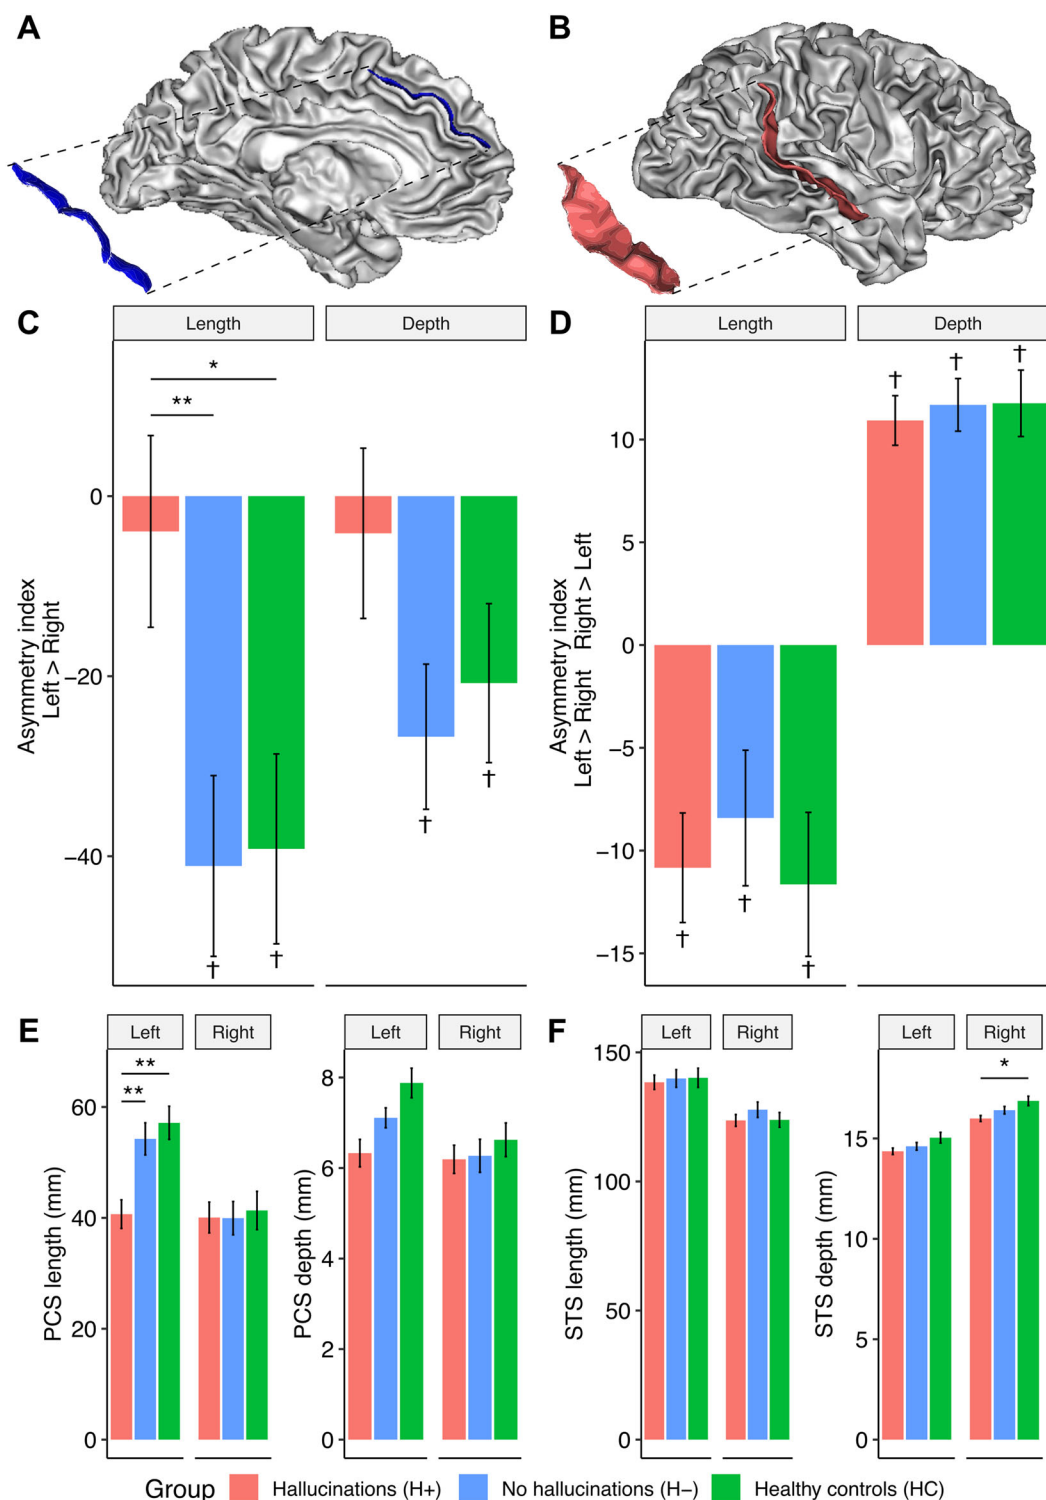 A
B
C
Length
Depth
*
**
0
−20
−40
Asymmetry index
Left > Right
†
†
†
†
D
Length
Depth
†
†
†
10
5
0
−5
−10
−15
Asymmetry index
Left > Right Right > Left
†
†
†
E
Left
Right
**
**
60
40
20
0
PCS length (mm)
Left
Right
8
6
4
2
0
PCS depth (mm)
F
Left
Right
150
100
50
0
STS length (mm)
Left
Right
*
15
10
5
0
STS depth (mm)
Group Hallucinations (H+) No hallucinations (H−) Healthy controls (HC)